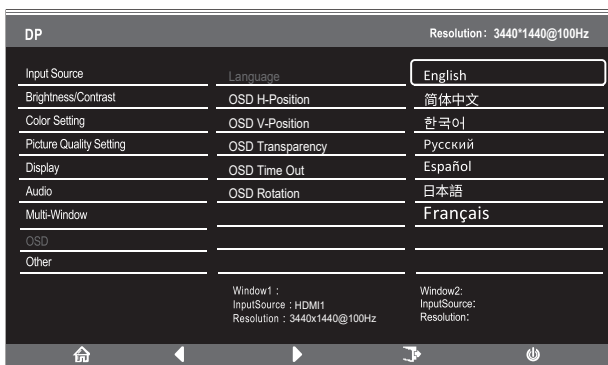 DP
Resolution: 3440*1440@100Hz
Input Source
Brightness/Contrast
Color Setting
Picture Quality Setting
Display
Audio
Multi-Window
OSD
Other
Language
OSD H-Position
OSD V-Position
OSD Transparency
OSD Time Out
OSD Rotation
English
简体中文
한국어
Русский
Español
日本語
Français
Window1 :
InputSource : HDMI1
Resolution : 3440x1440@100Hz
Window2:
InputSource:
Resolution: